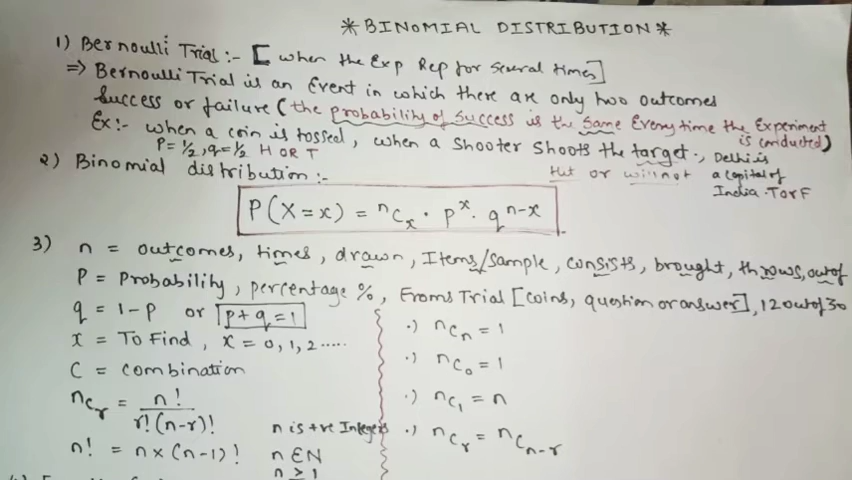 * BINOMIAL DISTRIBUTION *
1) Bernoulli Trial :- [ when the Exp Rep for several times]
⇒ Bernoulli Trial is an Event in which there are only two outcomes
Success or failure ( the probability of success is the same Every time the Experiment is conducted)
Ex:- when a coin is tossed, when a shooter shoots the target., Delhi is a capital of India. T or F
P = 1/2, q = 1/2 H OR T
Hit or will not
2) Binomial distribution :-
P(X=x) = ⁿCₓ · pˣ · qⁿ⁻ˣ
3) n = outcomes, times, drawn, Items/sample, consists, brought, throws, out of
P = Probability, percentage %, From Trial [coins, question or answer], 12 out of 30
q = 1-p or p+q=1
x = To Find, x = 0, 1, 2 .....
C = combination
nCr = n! / r!(n-r)!
n is +ve Integers
n! = n×(n-1)! n∈N
n ≥ 1
.) nCn = 1
.) nC0 = 1
.) nC1 = n
.) nCr = nCn-r